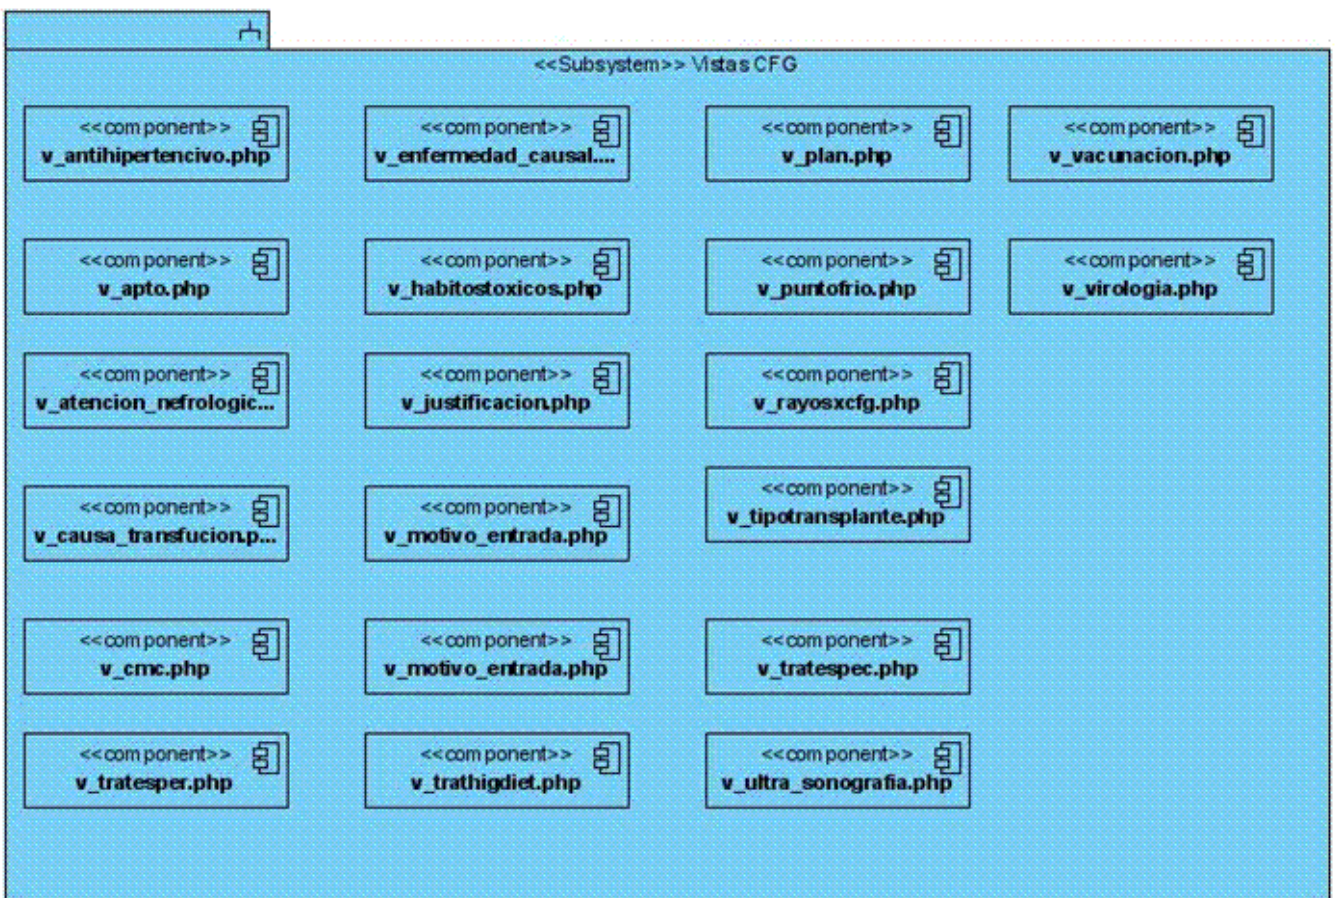 <<Subsystem>> Vistas CFG
<<component>>
v_antihipertencivo.php
<<component>>
v_enfermedad_causal....
<<component>>
v_plan.php
<<component>>
v_vacunacion.php
<<component>>
v_apto.php
<<component>>
v_habitostoxicos.php
<<component>>
v_puntofrio.php
<<component>>
v_virologia.php
<<component>>
v_atencion_nefrologic...
<<component>>
v_justificacion.php
<<component>>
v_rayosxcfg.php
<<component>>
v_causa_transfucion.p...
<<component>>
v_motivo_entrada.php
<<component>>
v_tipotransplante.php
<<component>>
v_cmc.php
<<component>>
v_motivo_entrada.php
<<component>>
v_tratespec.php
<<component>>
v_tratesper.php
<<component>>
v_trathigdiet.php
<<component>>
v_ultra_sonografia.php